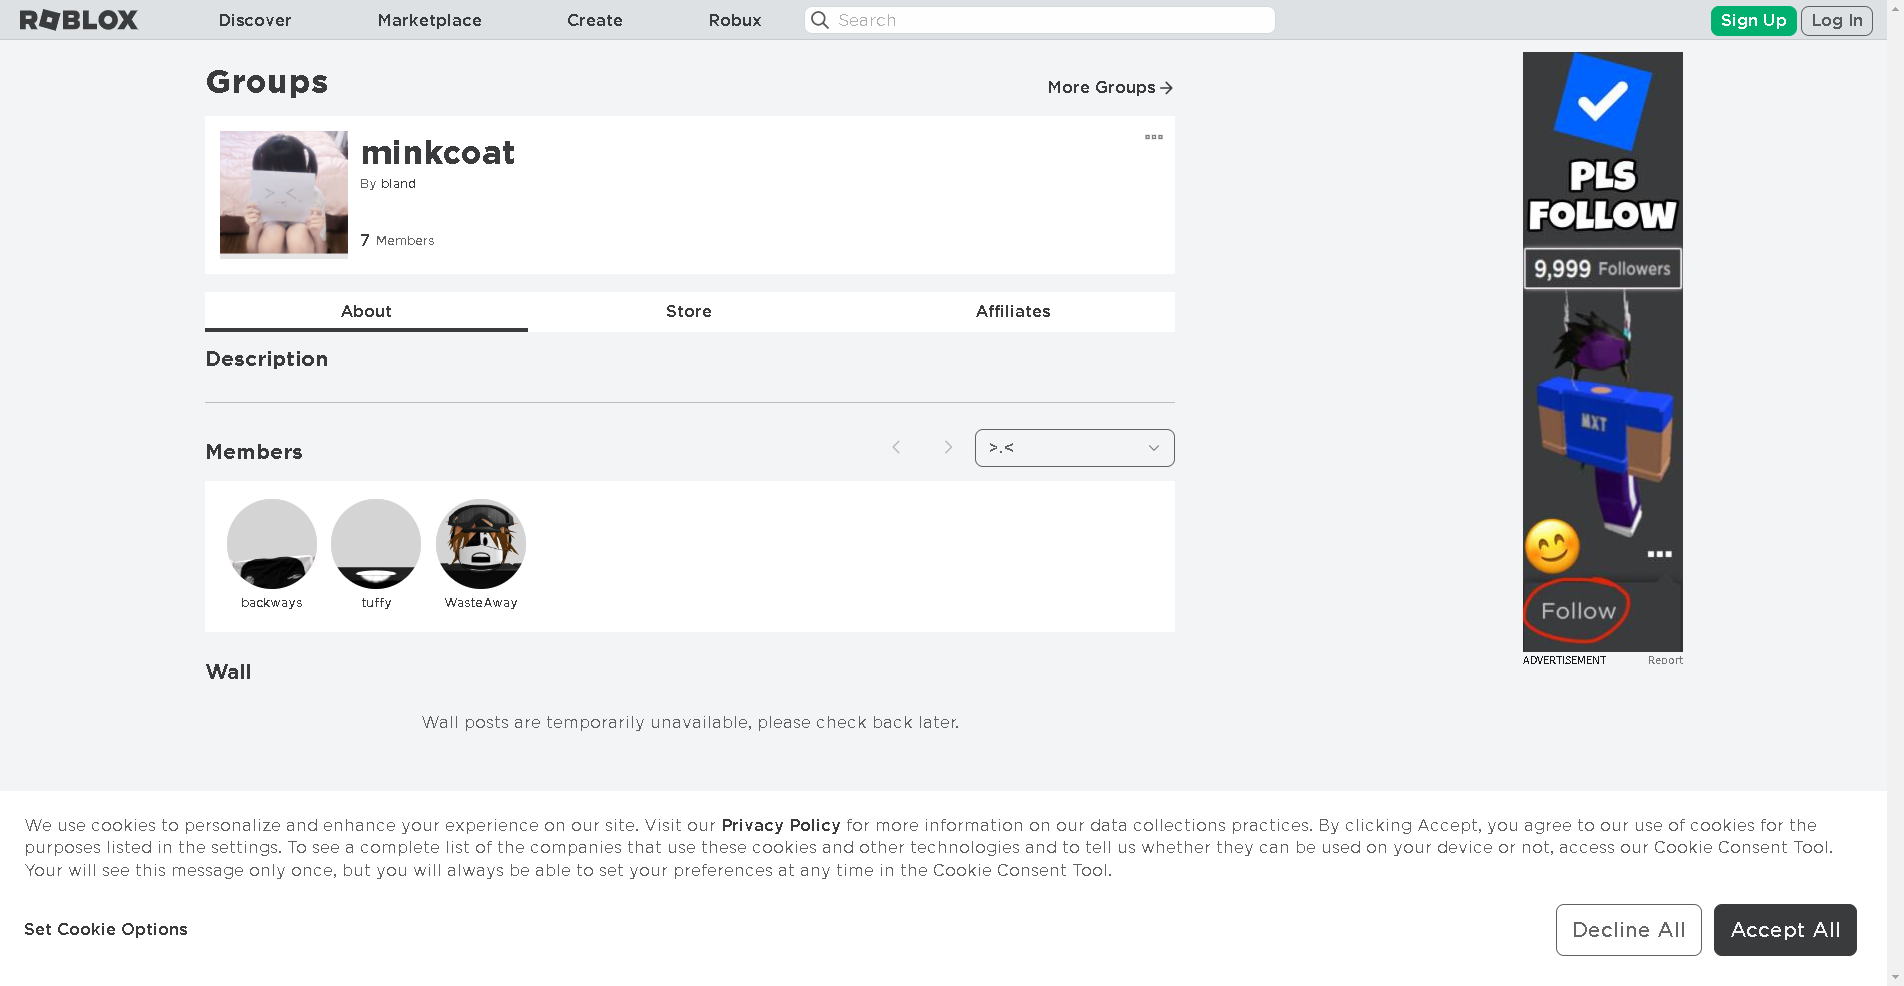 ROBLOX
Discover
Marketplace
Create
Robux
Search
Sign Up
Log In
Groups
More Groups
minkcoat
By bland
7 Members
About
Store
Affiliates
Description
Members
>.<
backways
tuffy
WasteAway
Wall
Wall posts are temporarily unavailable, please check back later.
PLS
FOLLOW
9,999 Followers
MXT
Follow
ADVERTISEMENT
Report
We use cookies to personalize and enhance your experience on our site. Visit our Privacy Policy for more information on our data collections practices. By clicking Accept, you agree to our use of cookies for the
purposes listed in the settings. To see a complete list of the companies that use these cookies and other technologies and to tell us whether they can be used on your device or not, access our Cookie Consent Tool.
Your will see this message only once, but you will always be able to set your preferences at any time in the Cookie Consent Tool.
Set Cookie Options
Decline All
Accept All